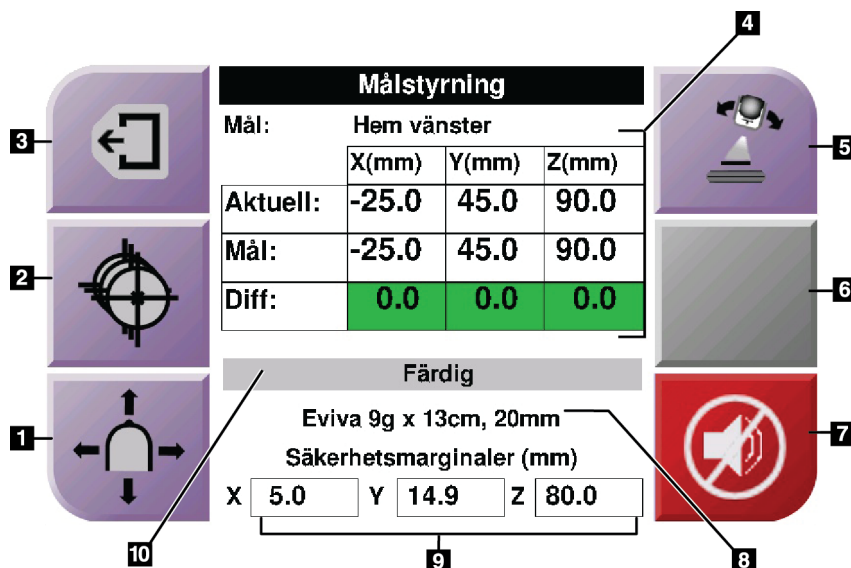 4
Målstyrning
3
Mål: Hem vänster
5
X(mm) Y(mm) Z(mm)
Aktuell: -25.0 45.0 90.0
2
Mål: -25.0 45.0 90.0
6
Diff: 0.0 0.0 0.0
Färdig
1
Eviva 9g x 13cm, 20mm
7
Säkerhetsmarginaler (mm)
X 5.0 Y 14.9 Z 80.0
10
9
8